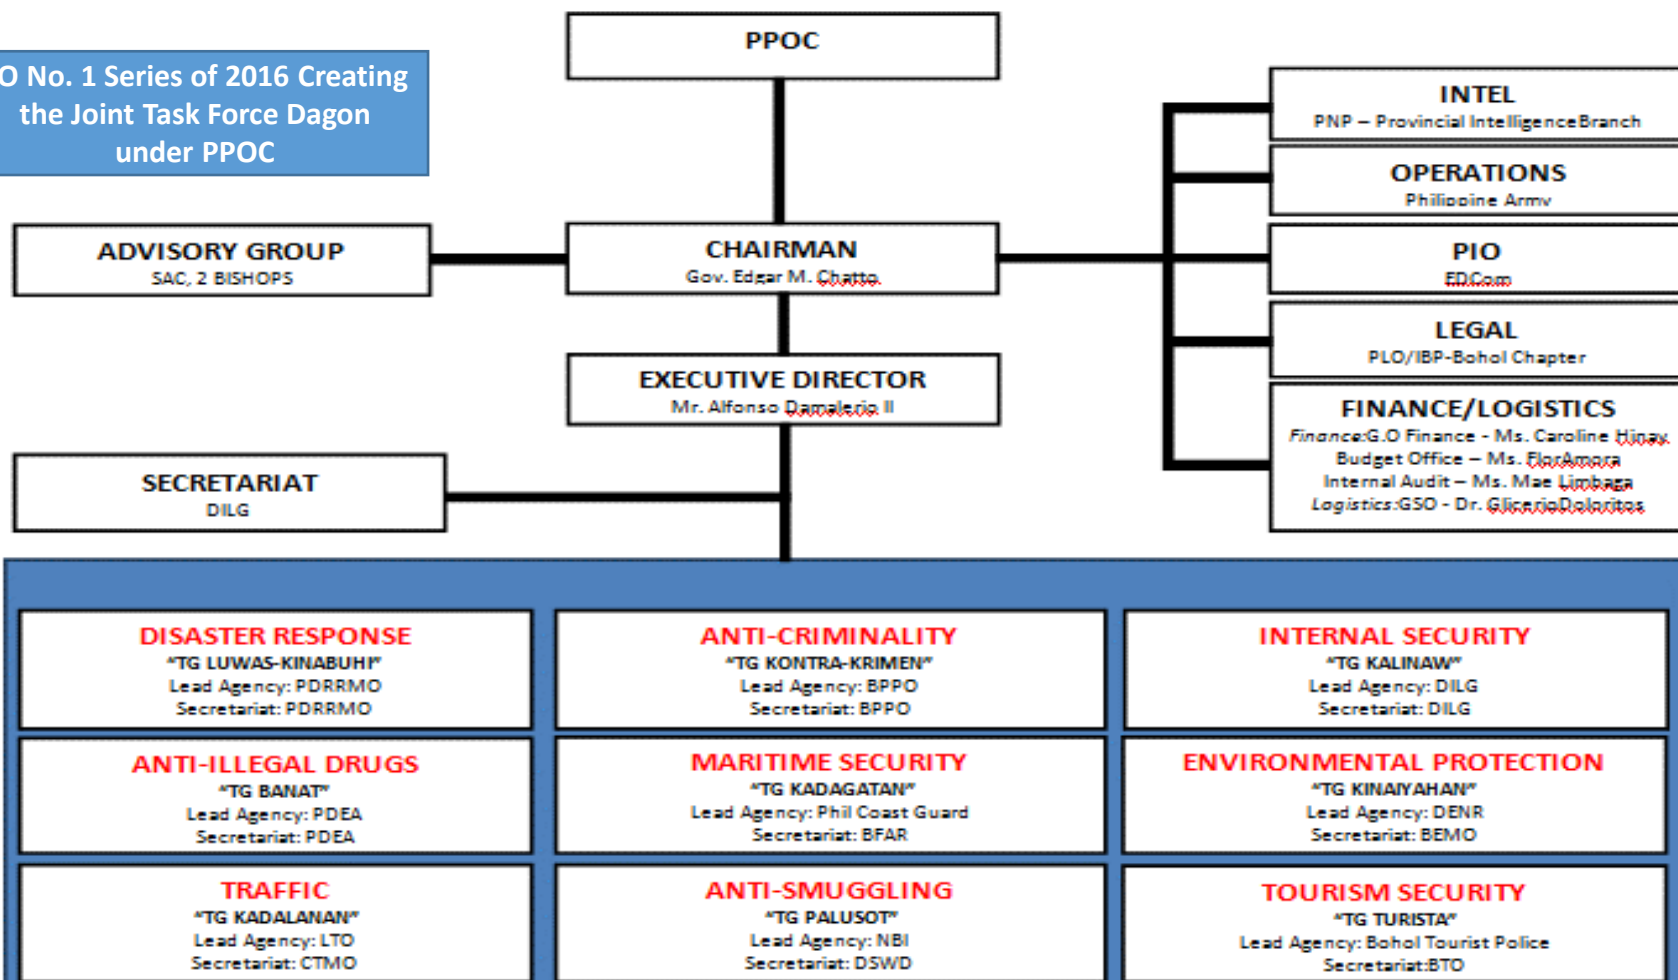 PPOC
O No. 1 Series of 2016 Creating
the Joint Task Force Dagon
under PPOC
INTEL
PNP – Provincial IntelligenceBranch
OPERATIONS
Philippine Army
ADVISORY GROUP
SAC, 2 BISHOPS
CHAIRMAN
Gov. Edgar M. Chatto
PIO
EDCom
LEGAL
PLO/IBP-Bohol Chapter
EXECUTIVE DIRECTOR
Mr. Alfonso Damalerio II
FINANCE/LOGISTICS
Finance:G.O Finance - Ms. Caroline Hinay
Budget Office – Ms. FlorAmora
Internal Audit – Ms. Mae Limbaga
Logistics:GSO - Dr. GlicerioDoloritos
SECRETARIAT
DILG
DISASTER RESPONSE
“TG LUWAS-KINABUHI”
Lead Agency: PDRRMO
Secretariat: PDRRMO
ANTI-CRIMINALITY
“TG KONTRA-KRIMEN”
Lead Agency: BPPO
Secretariat: BPPO
INTERNAL SECURITY
“TG KALINAW”
Lead Agency: DILG
Secretariat: DILG
ANTI-ILLEGAL DRUGS
“TG BANAT”
Lead Agency: PDEA
Secretariat: PDEA
MARITIME SECURITY
“TG KADAGATAN”
Lead Agency: Phil Coast Guard
Secretariat: BFAR
ENVIRONMENTAL PROTECTION
“TG KINAIYAHAN”
Lead Agency: DENR
Secretariat: BEMO
TRAFFIC
“TG KADALANAN”
Lead Agency: LTO
Secretariat: CTMO
ANTI-SMUGGLING
“TG PALUSOT”
Lead Agency: NBI
Secretariat: DSWD
TOURISM SECURITY
“TG TURISTA”
Lead Agency: Bohol Tourist Police
Secretariat:BTO